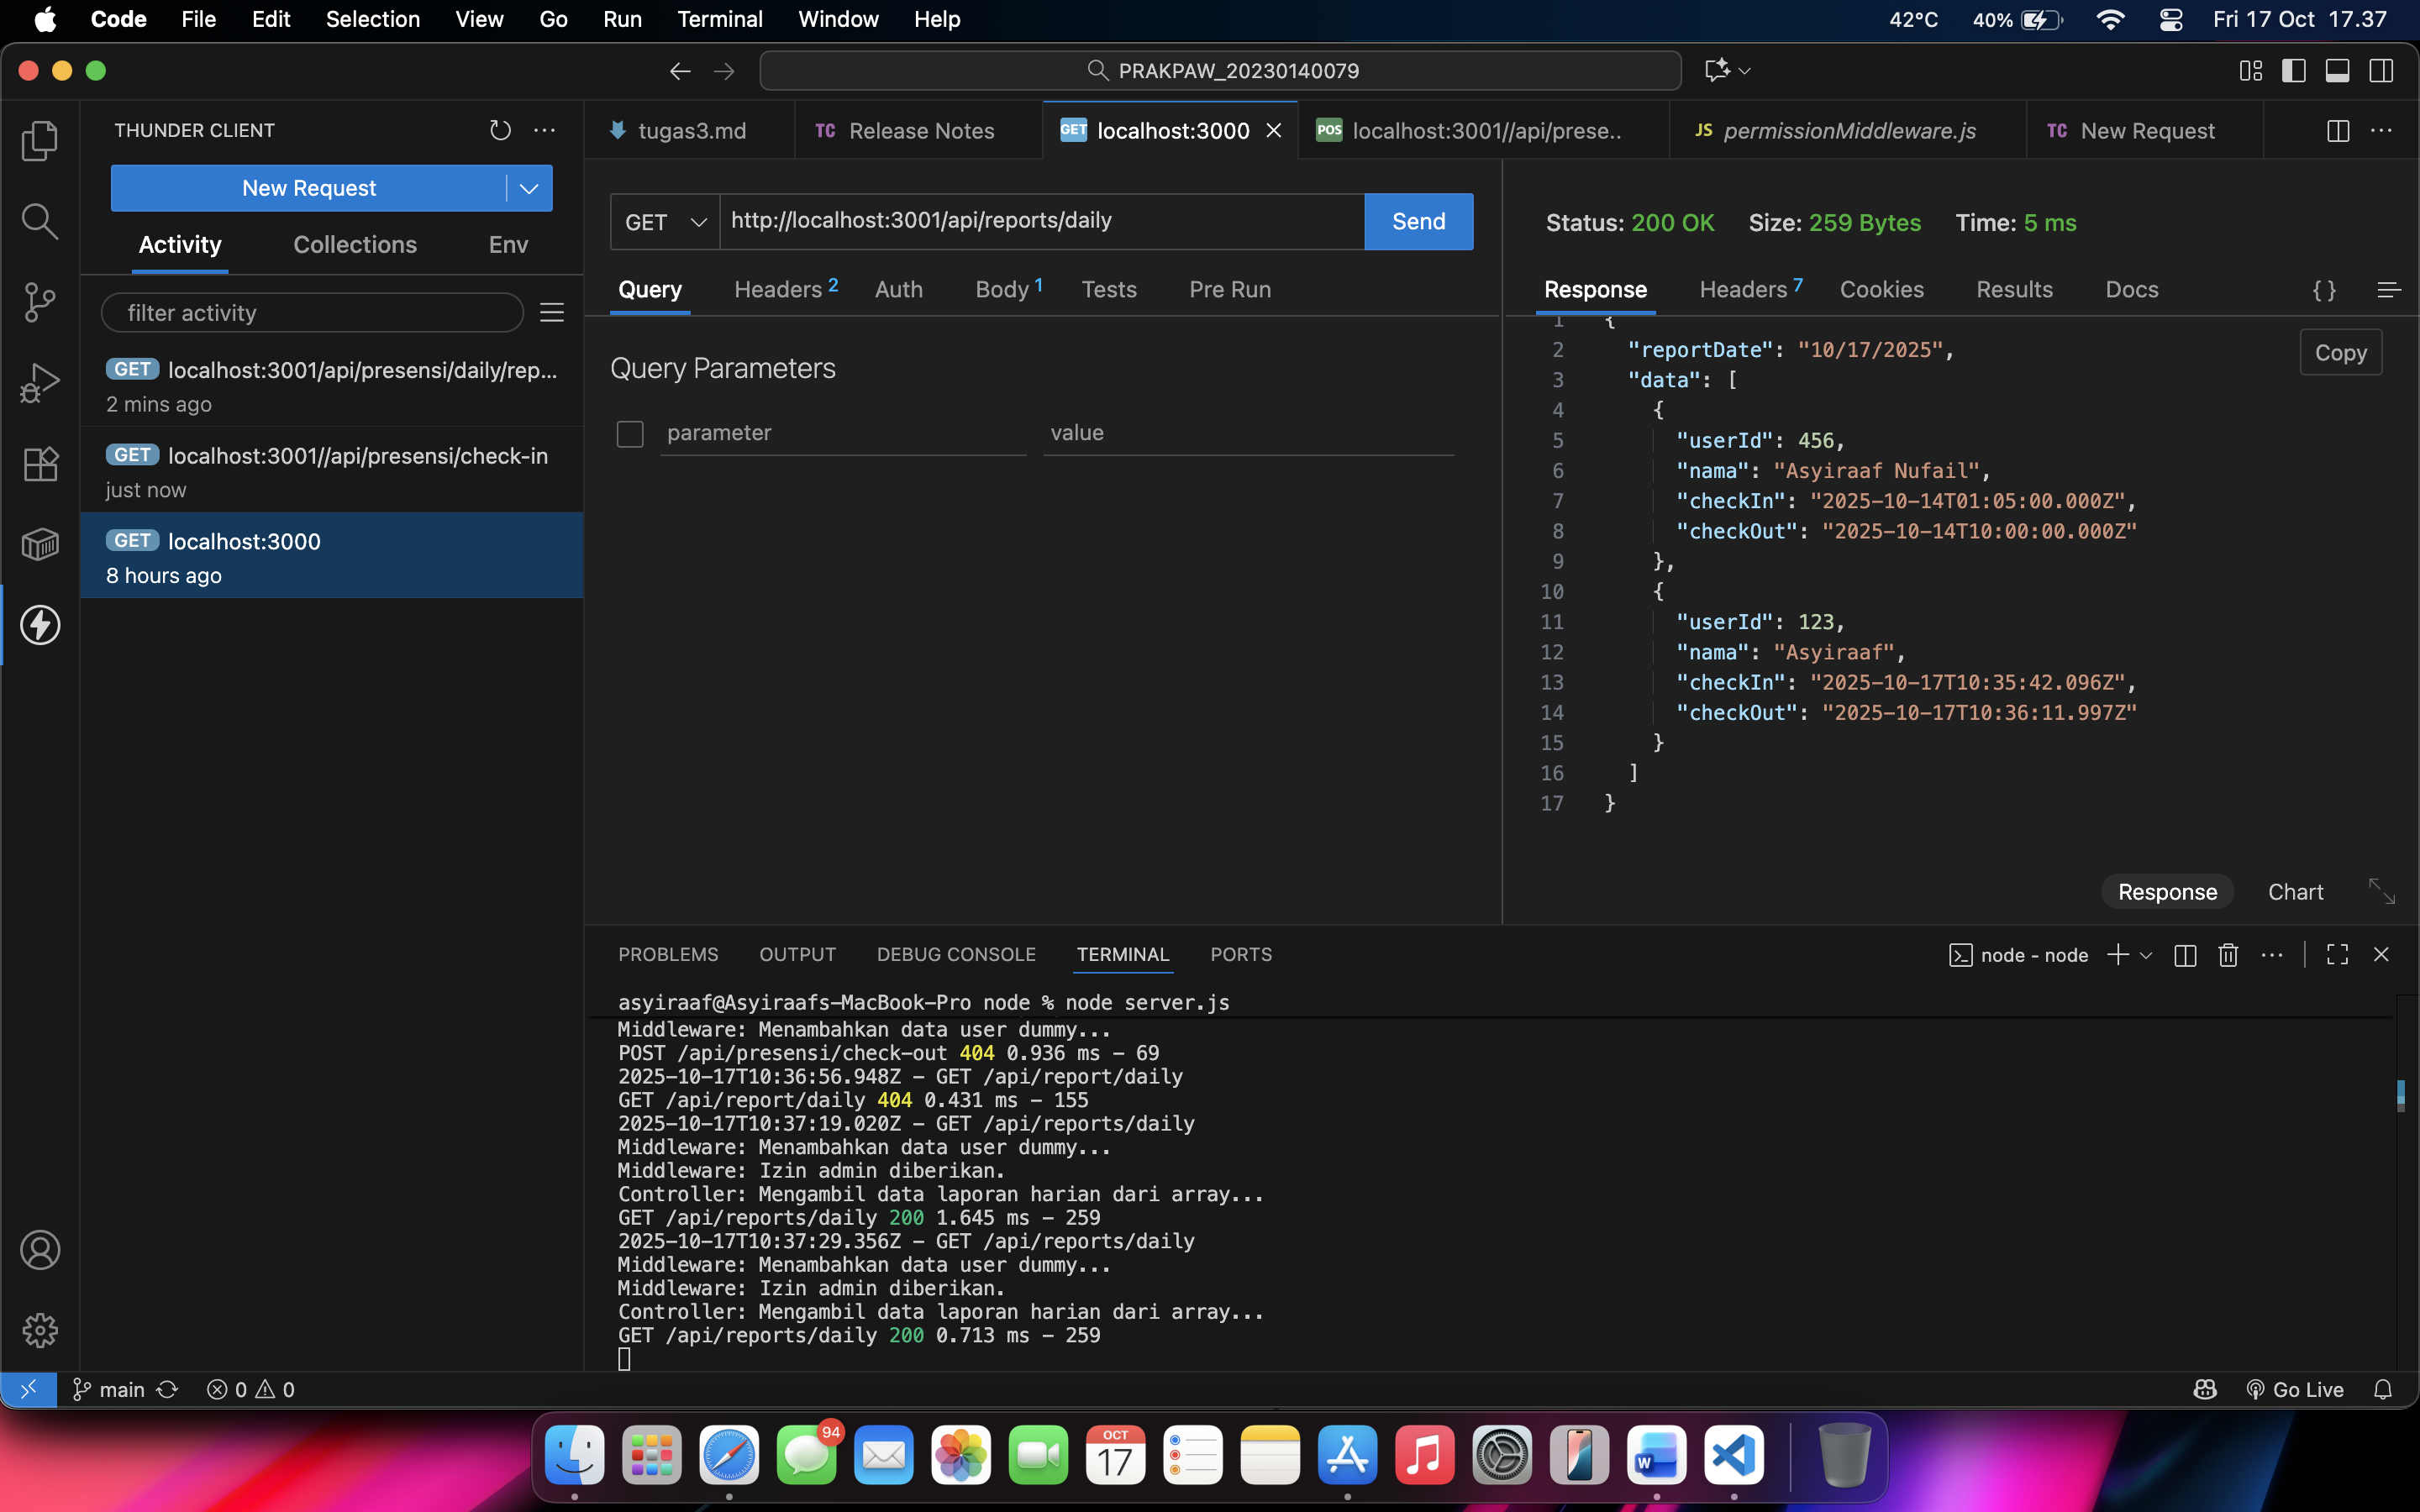 Code File Edit Selection View Go Run Terminal Window Help 42°C 40% Fri 17 Oct 17.37
PRAKPAW_20230140079
THUNDER CLIENT
New Request
Activity Collections Env
filter activity
GET localhost:3001/api/presensi/daily/rep...
2 mins ago
GET localhost:3001//api/presensi/check-in
just now
GET localhost:3000
8 hours ago
tugas3.md TC Release Notes GET localhost:3000 POS localhost:3001//api/prese.. JS permissionMiddleware.js TC New Request
GET http://localhost:3001/api/reports/daily Send
Query Headers 2 Auth Body 1 Tests Pre Run
Query Parameters
parameter value
Status: 200 OK Size: 259 Bytes Time: 5 ms
Response Headers 7 Cookies Results Docs { }
Copy
1 {
2 "reportDate": "10/17/2025",
3 "data": [
4 {
5 "userId": 456,
6 "nama": "Asyiraaf Nufail",
7 "checkIn": "2025-10-14T01:05:00.000Z",
8 "checkOut": "2025-10-14T10:00:00.000Z"
9 },
10 {
11 "userId": 123,
12 "nama": "Asyiraaf",
13 "checkIn": "2025-10-17T10:35:42.096Z",
14 "checkOut": "2025-10-17T10:36:11.997Z"
15 }
16 ]
17 }
Response Chart
PROBLEMS OUTPUT DEBUG CONSOLE TERMINAL PORTS node - node
asyiraaf@Asyiraafs-MacBook-Pro node % node server.js
Middleware: Menambahkan data user dummy...
POST /api/presensi/check-out 404 0.936 ms - 69
2025-10-17T10:36:56.948Z - GET /api/report/daily
GET /api/report/daily 404 0.431 ms - 155
2025-10-17T10:37:19.020Z - GET /api/reports/daily
Middleware: Menambahkan data user dummy...
Middleware: Izin admin diberikan.
Controller: Mengambil data laporan harian dari array...
GET /api/reports/daily 200 1.645 ms - 259
2025-10-17T10:37:29.356Z - GET /api/reports/daily
Middleware: Menambahkan data user dummy...
Middleware: Izin admin diberikan.
Controller: Mengambil data laporan harian dari array...
GET /api/reports/daily 200 0.713 ms - 259
main 0 0 Go Live
94
OCT
17
W